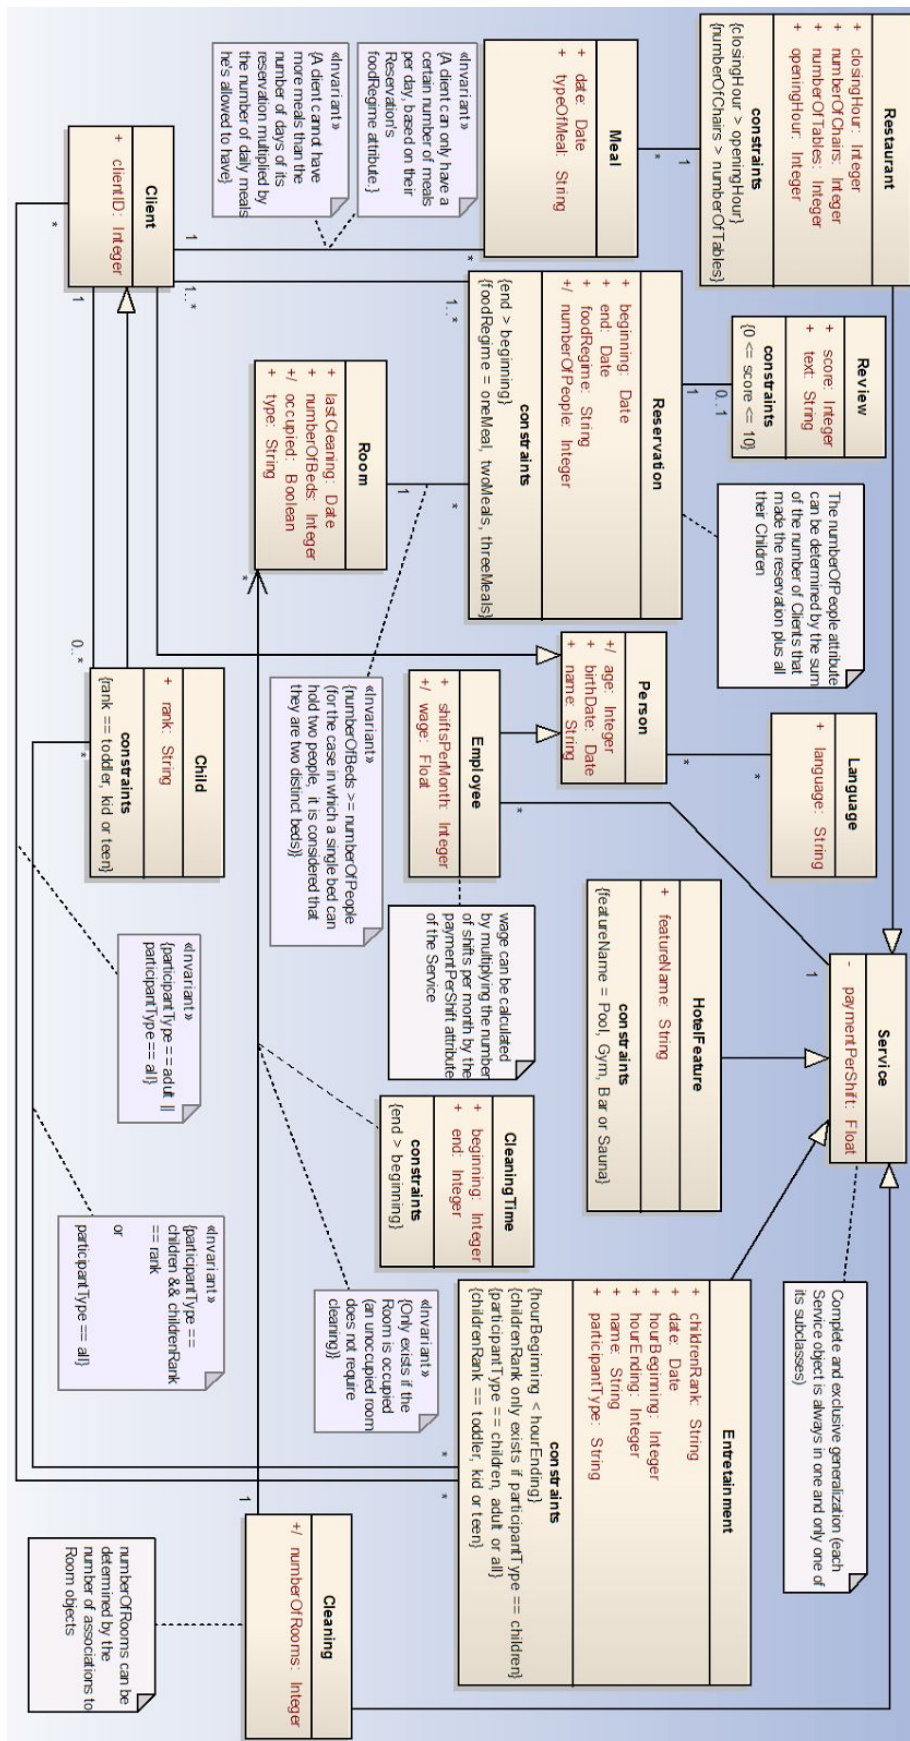 Restaurant
+ closingHour: Integer
+ numberOfChairs: Integer
+ numberOfTables: Integer
+ openingHour: Integer
constraints
{closingHour > openingHour}
{numberOfChairs > numberOfTables}
Review
+ score: Integer
+ text: String
constraints
{0 <= score <= 10}
The numberOfPeople attribute
can be determined by the sum
of the number of Clients that
made the reservation plus all
their Children
Language
+ language: String
Service
- paymentPerShift: Float
Complete and exclusive generalization (each
Service object is always in one and only one of
its subclasses)
1
*
1
0..1
*
*
1
*
Meal
+ date: Date
+ typeOfMeal: String
Reservation
+ beginning: Date
+ end: Date
+ foodRegime: String
+/ numberOfPeople: Integer
constraints
{end > beginning}
{foodRegime = oneMeal, twoMeals, threeMeals}
Person
+/ age: Integer
+ birthDate: Date
+ name: String
HotelFeature
+ featureName: String
constraints
{featureName = Pool, Gym, Bar or Sauna}
Entretainment
+ childrenRank: String
+ date: Date
+ hourBeginning: Integer
+ hourEnding: Integer
+ name: String
+ participantType: String
constraints
{hourBeginning < hourEnding}
{childrenRank only exists if participantType == children}
{participantType == children, adult or all}
{childrenRank == toddler, kid or teen}
Employee
+ shiftsPerMonth: Integer
+/ wage: Float
wage can be calculated
by multiplying the number
of shifts per month by the
paymentPerShift attribute
of the Service
CleaningTime
+ beginning: Integer
+ end: Integer
constraints
{end > beginning}
«Invariant»
{A client can only have a
certain number of meals
per day, based on their
Reservation's
foodRegime attribute.}
«Invariant»
{A client cannot have
more meals than the
number of days of its
reservation multiplied by
the number of daily meals
he's allowed to have}
*
1
1..*
1..*
*
1
Room
+ lastCleaning: Date
+ numberOfBeds: Integer
+/ occupied: Boolean
+ type: String
*
«Invariant»
{numberOfBeds >= numberOfPeople
(for the case in which a single bed can
hold two people, it is considered that
they are two distinct beds)}
«Invariant»
{Only exists if the
Room is occupied
(an unoccupied room
does not require
cleaning)}
*
*
1
Cleaning
+/ numberOfRooms: Integer
Client
+ clientID: Integer
1
0..*
*
*
Child
+ rank: String
constraints
{rank == toddler, kid or teen}
«Invariant»
{participantType == adult ||
participantType == all}
«Invariant»
{participantType ==
children && childrenRank
== rank
or
participantType == all}
numberOfRooms can be
determined by the
number of associations to
Room objects